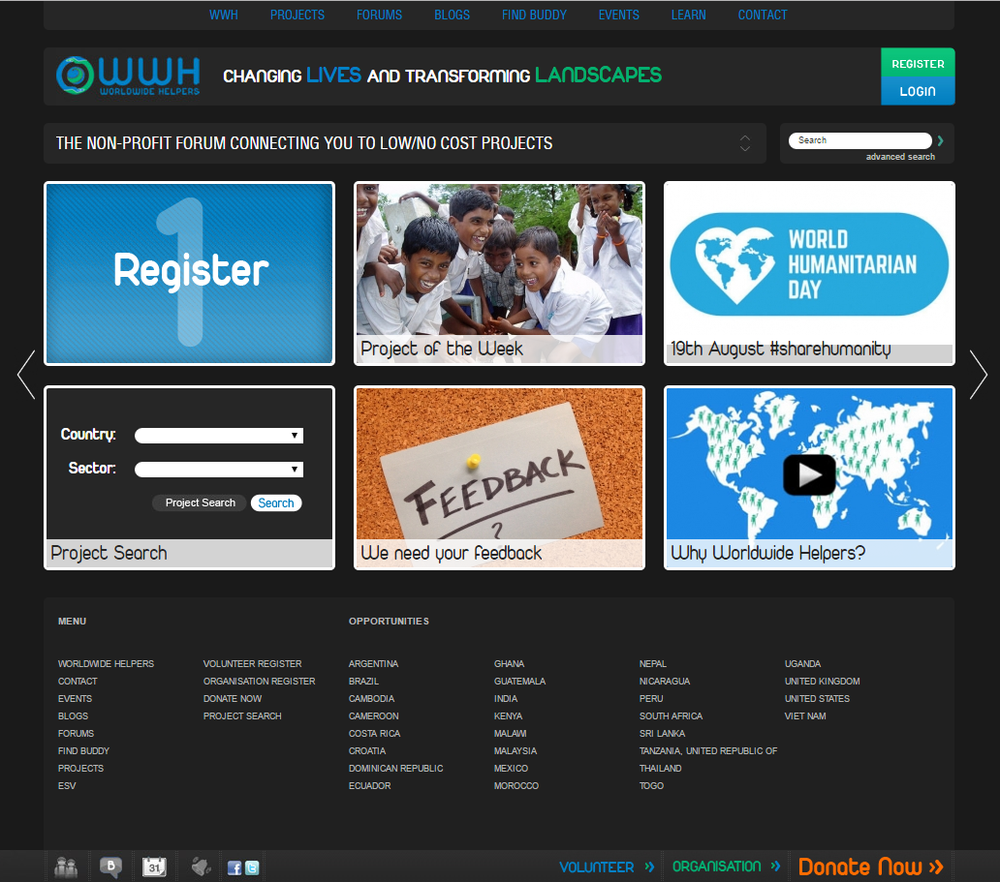 WWH PROJECTS FORUMS BLOGS FIND BUDDY EVENTS LEARN CONTACT
WWH
WORLDWIDE HELPERS
CHANGING LIVES AND TRANSFORMING LANDSCAPES
REGISTER
LOGIN
THE NON-PROFIT FORUM CONNECTING YOU TO LOW/NO COST PROJECTS
Search
advanced search
1
Register
Project of the Week
WORLD
HUMANITARIAN
DAY
19th August #sharehumanity
Country:
Sector:
Project Search Search
Project Search
FEEDBACK
?
We need your feedback
Why Worldwide Helpers?
MENU
WORLDWIDE HELPERS
CONTACT
EVENTS
BLOGS
FORUMS
FIND BUDDY
PROJECTS
ESV
VOLUNTEER REGISTER
ORGANISATION REGISTER
DONATE NOW
PROJECT SEARCH
OPPORTUNITIES
ARGENTINA
BRAZIL
CAMBODIA
CAMEROON
COSTA RICA
CROATIA
DOMINICAN REPUBLIC
ECUADOR
GHANA
GUATEMALA
INDIA
KENYA
MALAWI
MALAYSIA
MEXICO
MOROCCO
NEPAL
NICARAGUA
PERU
SOUTH AFRICA
SRI LANKA
TANZANIA, UNITED REPUBLIC OF
THAILAND
TOGO
UGANDA
UNITED KINGDOM
UNITED STATES
VIET NAM
B
31
f
t
VOLUNTEER »
ORGANISATION »
Donate Now »